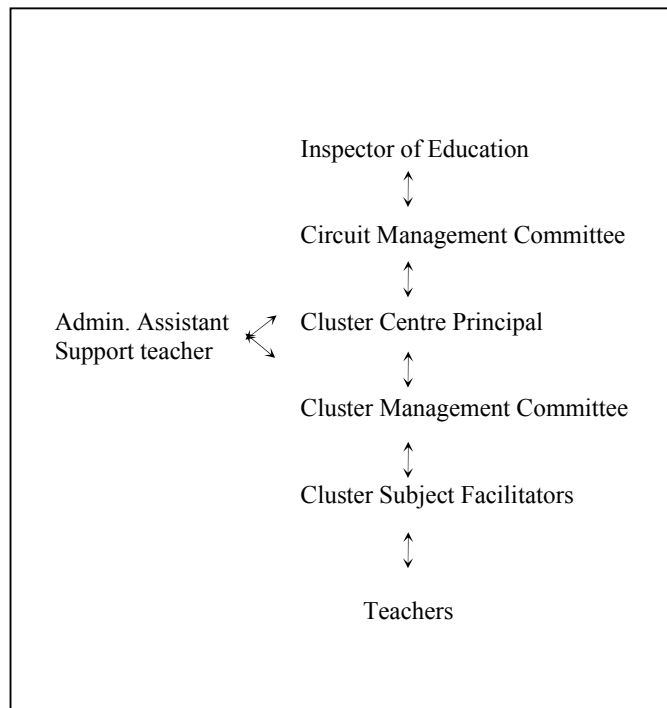 Inspector of Education
Circuit Management Committee
Admin. Assistant
Support teacher
Cluster Centre Principal
Cluster Management Committee
Cluster Subject Facilitators
Teachers